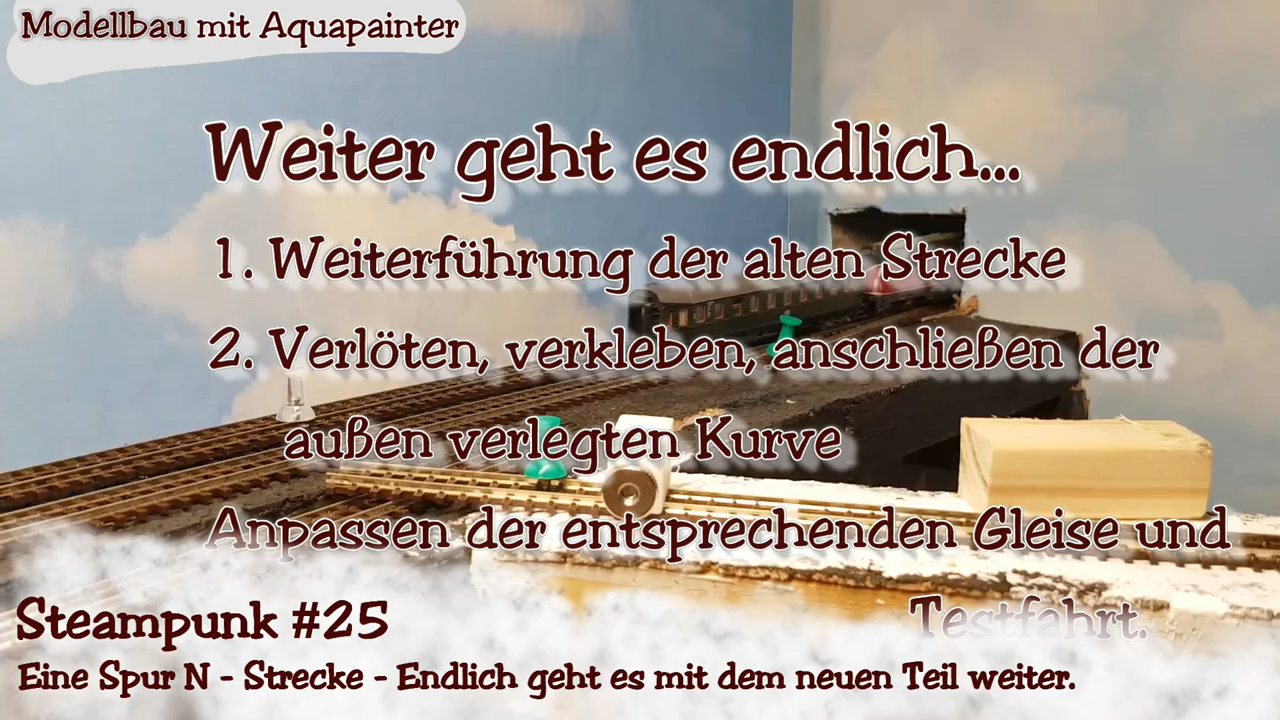 Modellbau mit Aquapainter
Weiter geht es endlich...
1. Weiterführung der alten Strecke
2. Verlöten, verkleben, anschließen der
außen verlegten Kurve
Anpassen der entsprechenden Gleise und
Testfahrt.
Steampunk #25
Eine Spur N - Strecke - Endlich geht es mit dem neuen Teil weiter.